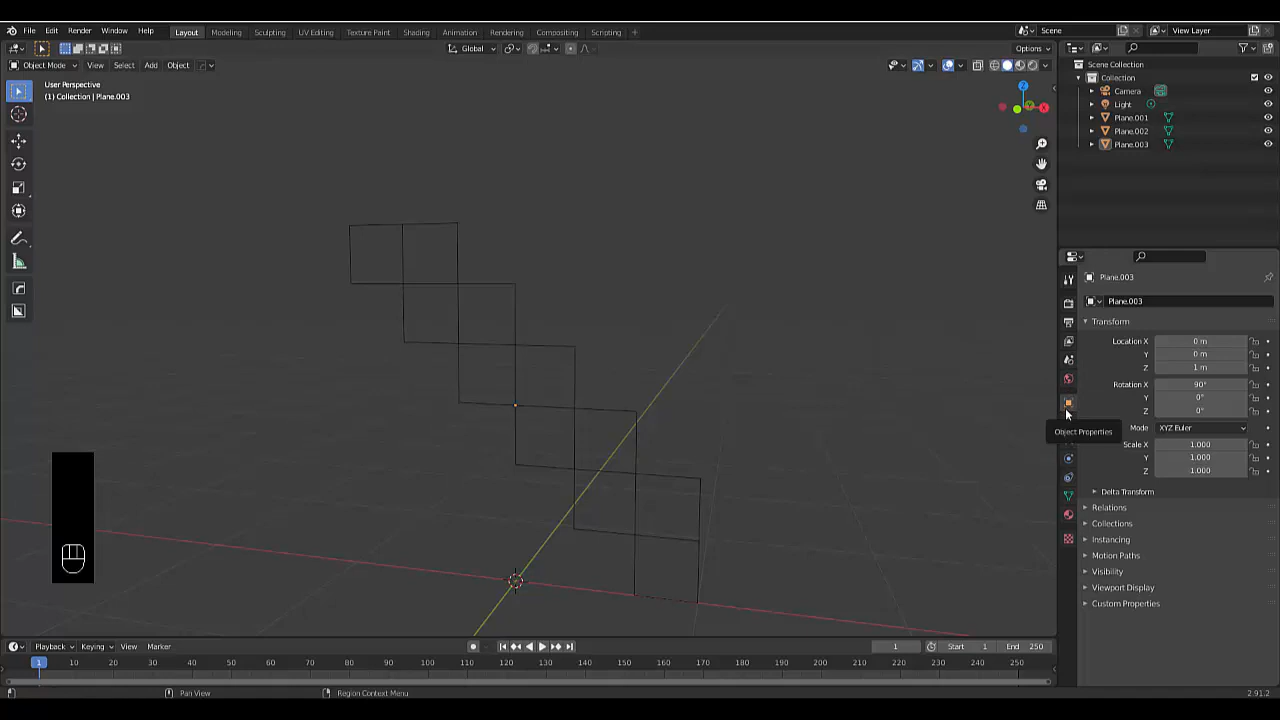 File Edit Render Window Help Layout Modeling Sculpting UV Editing Texture Paint Shading Animation Rendering Compositing Scripting + Scene View Layer
Global Options
Object Mode View Select Add Object
User Perspective
(1) Collection | Plane.003
Scene Collection
Collection
Camera
Light
Plane.001
Plane.002
Plane.003
Z
X
Plane.003
Plane.003
Transform
Location X 0 m
Y 0 m
Z 1 m
Rotation X 90°
Y 0°
Z 0°
Mode XYZ Euler
Object Properties
Scale X 1.000
Y 1.000
Z 1.000
Delta Transform
Relations
Collections
Instancing
Motion Paths
Visibility
Viewport Display
Custom Properties
Playback Keying View Marker 1 Start 1 End 250
1 10 20 30 40 50 60 70 80 90 100 110 120 130 140 150 160 170 180 190 200 210 220 230 240 250
Pan View Region Context Menu 2.91.2